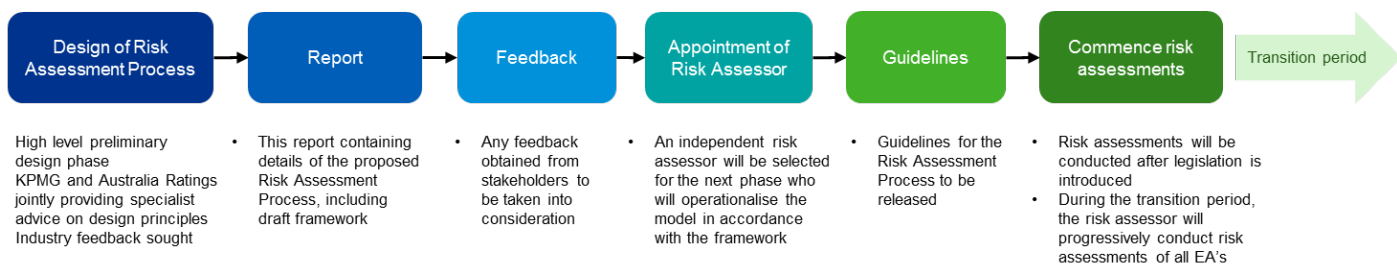 Design of Risk
Assessment Process
Report
Feedback
Appointment of
Risk Assessor
Guidelines
Commence risk
assessments
Transition period
High level preliminary
design phase
KPMG and Australia Ratings
jointly providing specialist
advice on design principles
Industry feedback sought
• This report containing
details of the proposed
Risk Assessment
Process, including
draft framework
• Any feedback
obtained from
stakeholders to
be taken into
consideration
• An independent risk
assessor will be selected
for the next phase who
will operationalise the
model in accordance
with the framework
• Guidelines for the
Risk Assessment
Process to be
released
• Risk assessments will be
conducted after legislation is
introduced
• During the transition period,
the risk assessor will
progressively conduct risk
assessments of all EA's